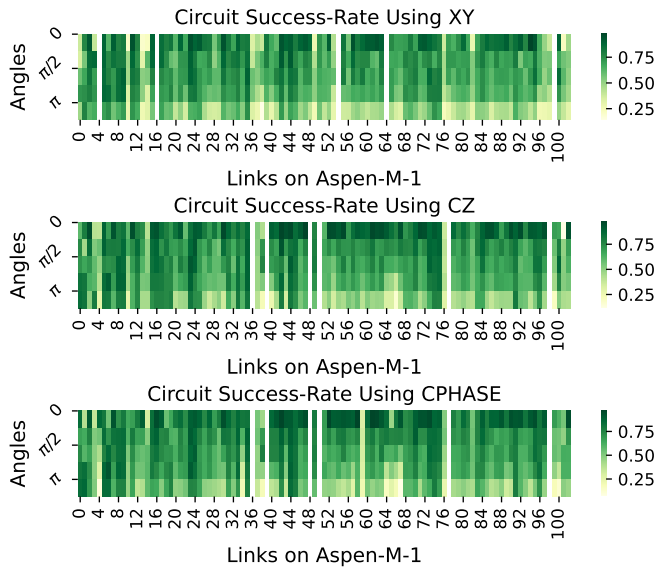 Circuit Success-Rate Using XY
Angles
0
π/2
π
0 4 8 12 16 20 24 28 32 36 40 44 48 52 56 60 64 68 72 76 80 84 88 92 96 100
Links on Aspen-M-1
0.75
0.50
0.25
Circuit Success-Rate Using CZ
Angles
0
π/2
π
0 4 8 12 16 20 24 28 32 36 40 44 48 52 56 60 64 68 72 76 80 84 88 92 96 100
Links on Aspen-M-1
0.75
0.50
0.25
Circuit Success-Rate Using CPHASE
Angles
0
π/2
π
0 4 8 12 16 20 24 28 32 36 40 44 48 52 56 60 64 68 72 76 80 84 88 92 96 100
Links on Aspen-M-1
0.75
0.50
0.25